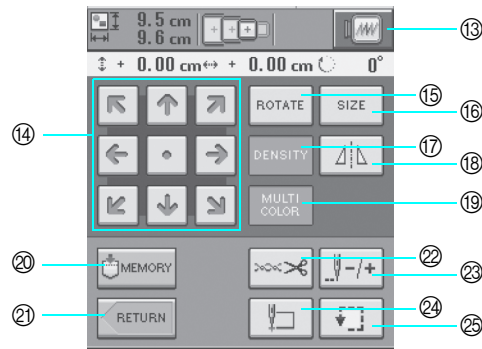 9.5 cm
9.6 cm
⑬
+ 0.00 cm + 0.00 cm 0°
⑭
ROTATE
⑮
SIZE
⑯
DENSITY
⑰
⑱
MULTI
COLOR
⑲
⑳
MEMORY
㉒
-/+
㉓
㉑
RETURN
㉔
㉕